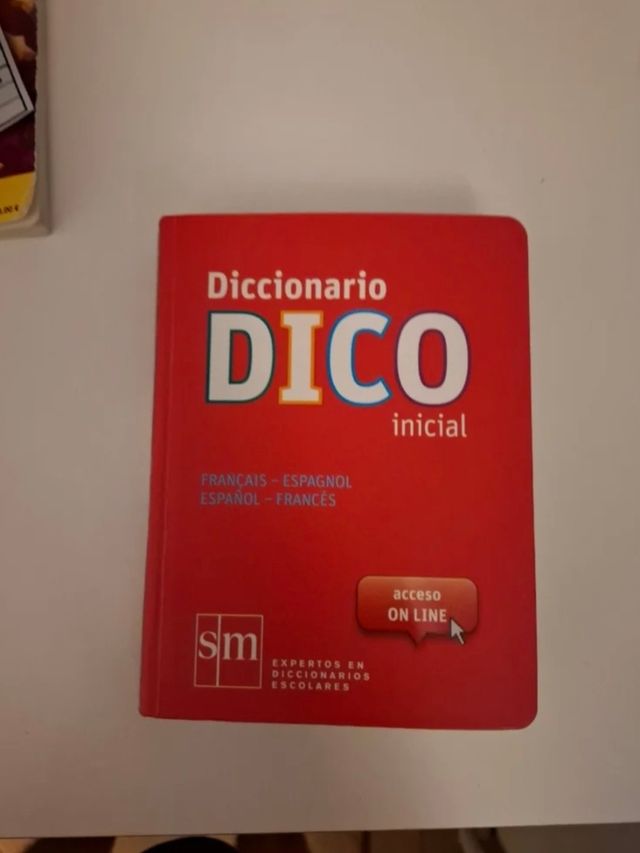 Diccionario
DICO
inicial
FRANÇAIS – ESPAGNOL
ESPAÑOL – FRANCÉS
acceso
ON LINE
sm
EXPERTOS EN
DICCIONARIOS
ESCOLARES